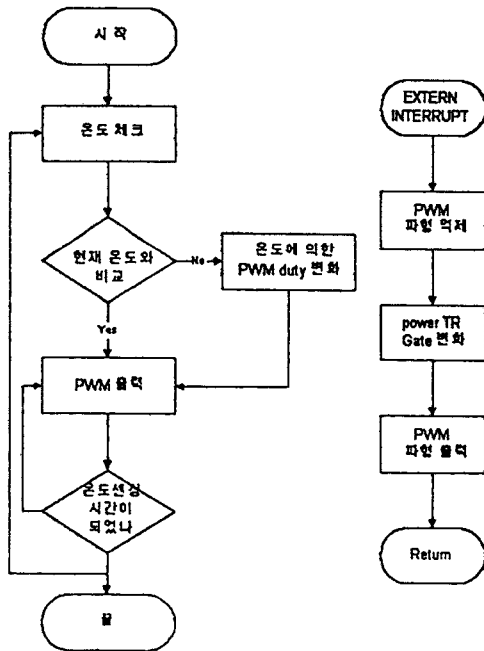 시 작
온도 체크
현재 온도와
비교
No
온도에 의한
PWM duty 변화
Yes
PWM 출력
온도센싱
시간이
되었나
끝
EXTERN
INTERRUPT
PWM
파형 억제
power TR
Gate 변화
PWM
파형 출력
Return